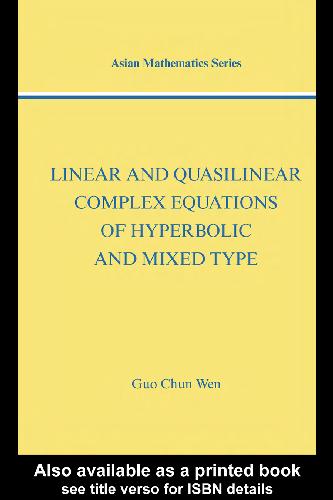 Asian Mathematics Series
LINEAR AND QUASILINEAR
COMPLEX EQUATIONS
OF HYPERBOLIC
AND MIXED TYPE
Guo Chun Wen
Also available as a printed book
see title verso for ISBN details